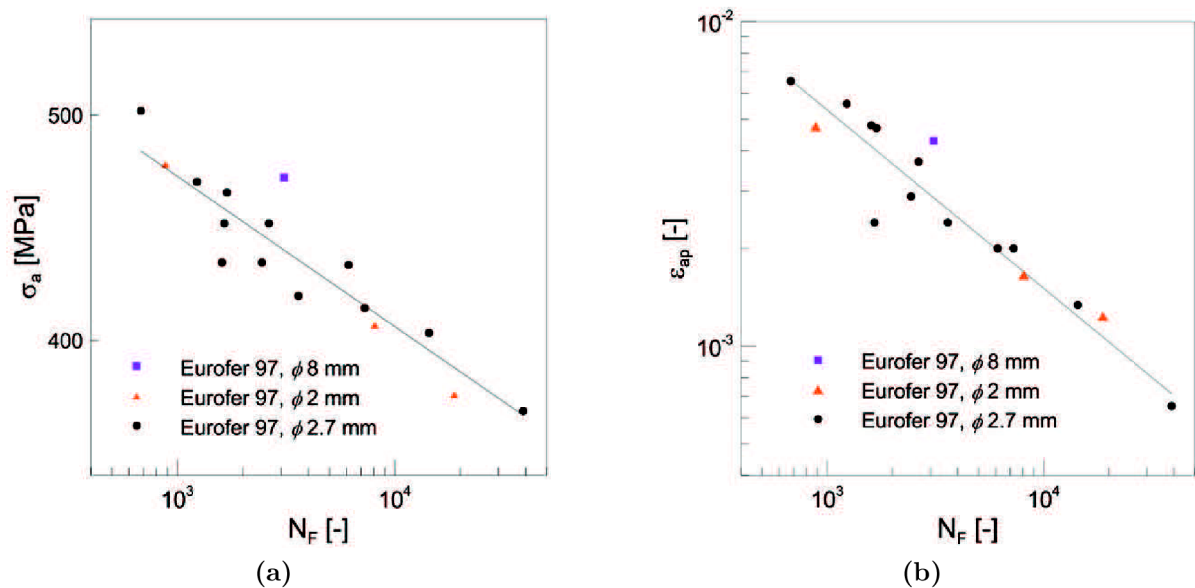 500
400
σₐ [MPa]
Eurofer 97, ϕ 8 mm
Eurofer 97, ϕ 2 mm
Eurofer 97, ϕ 2.7 mm
10³ 10⁴
N_F [-]
(a)
10⁻²
10⁻³
εₐₚ [-]
Eurofer 97, ϕ 8 mm
Eurofer 97, ϕ 2 mm
Eurofer 97, ϕ 2.7 mm
10³ 10⁴
N_F [-]
(b)